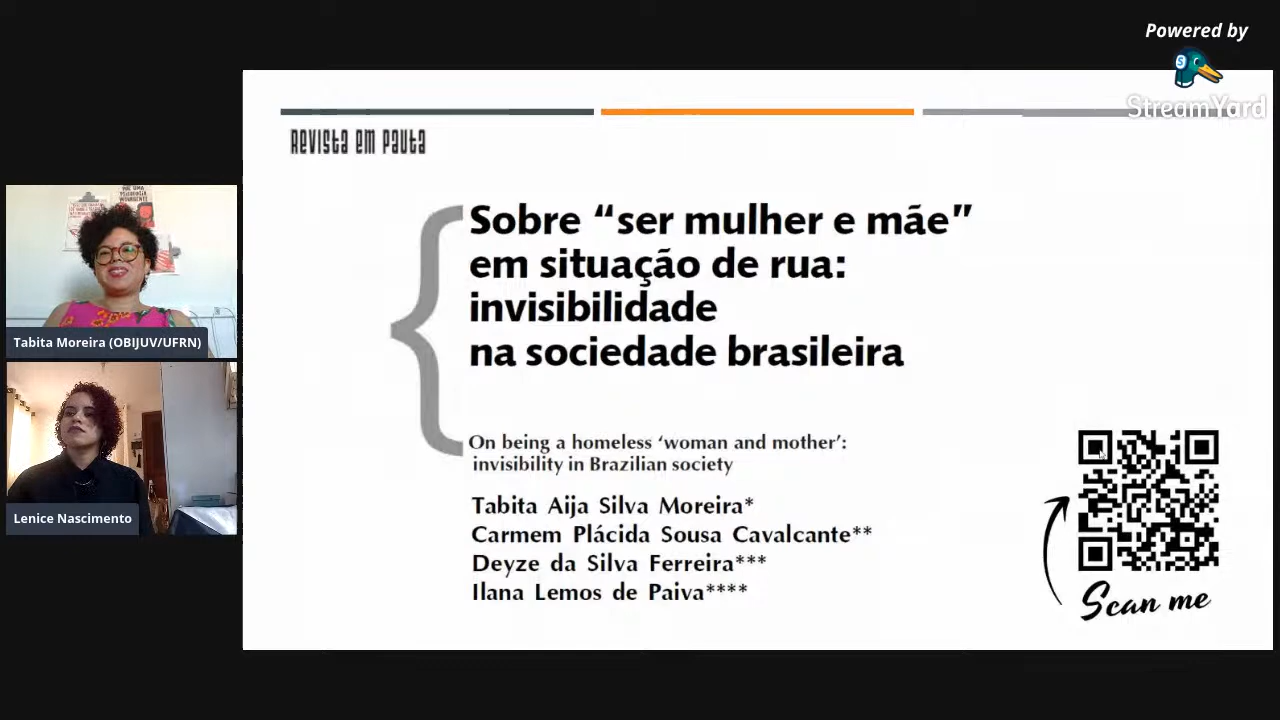 Powered by
StreamYard
Revista em Pauta
Sobre “ser mulher e mãe”
em situação de rua:
invisibilidade
na sociedade brasileira
On being a homeless ‘woman and mother’:
invisibility in Brazilian society
Tabita Aija Silva Moreira*
Carmem Plácida Sousa Cavalcante**
Deyze da Silva Ferreira***
Ilana Lemos de Paiva****
Scan me
Tabita Moreira (OBIJUV/UFRN)
Lenice Nascimento